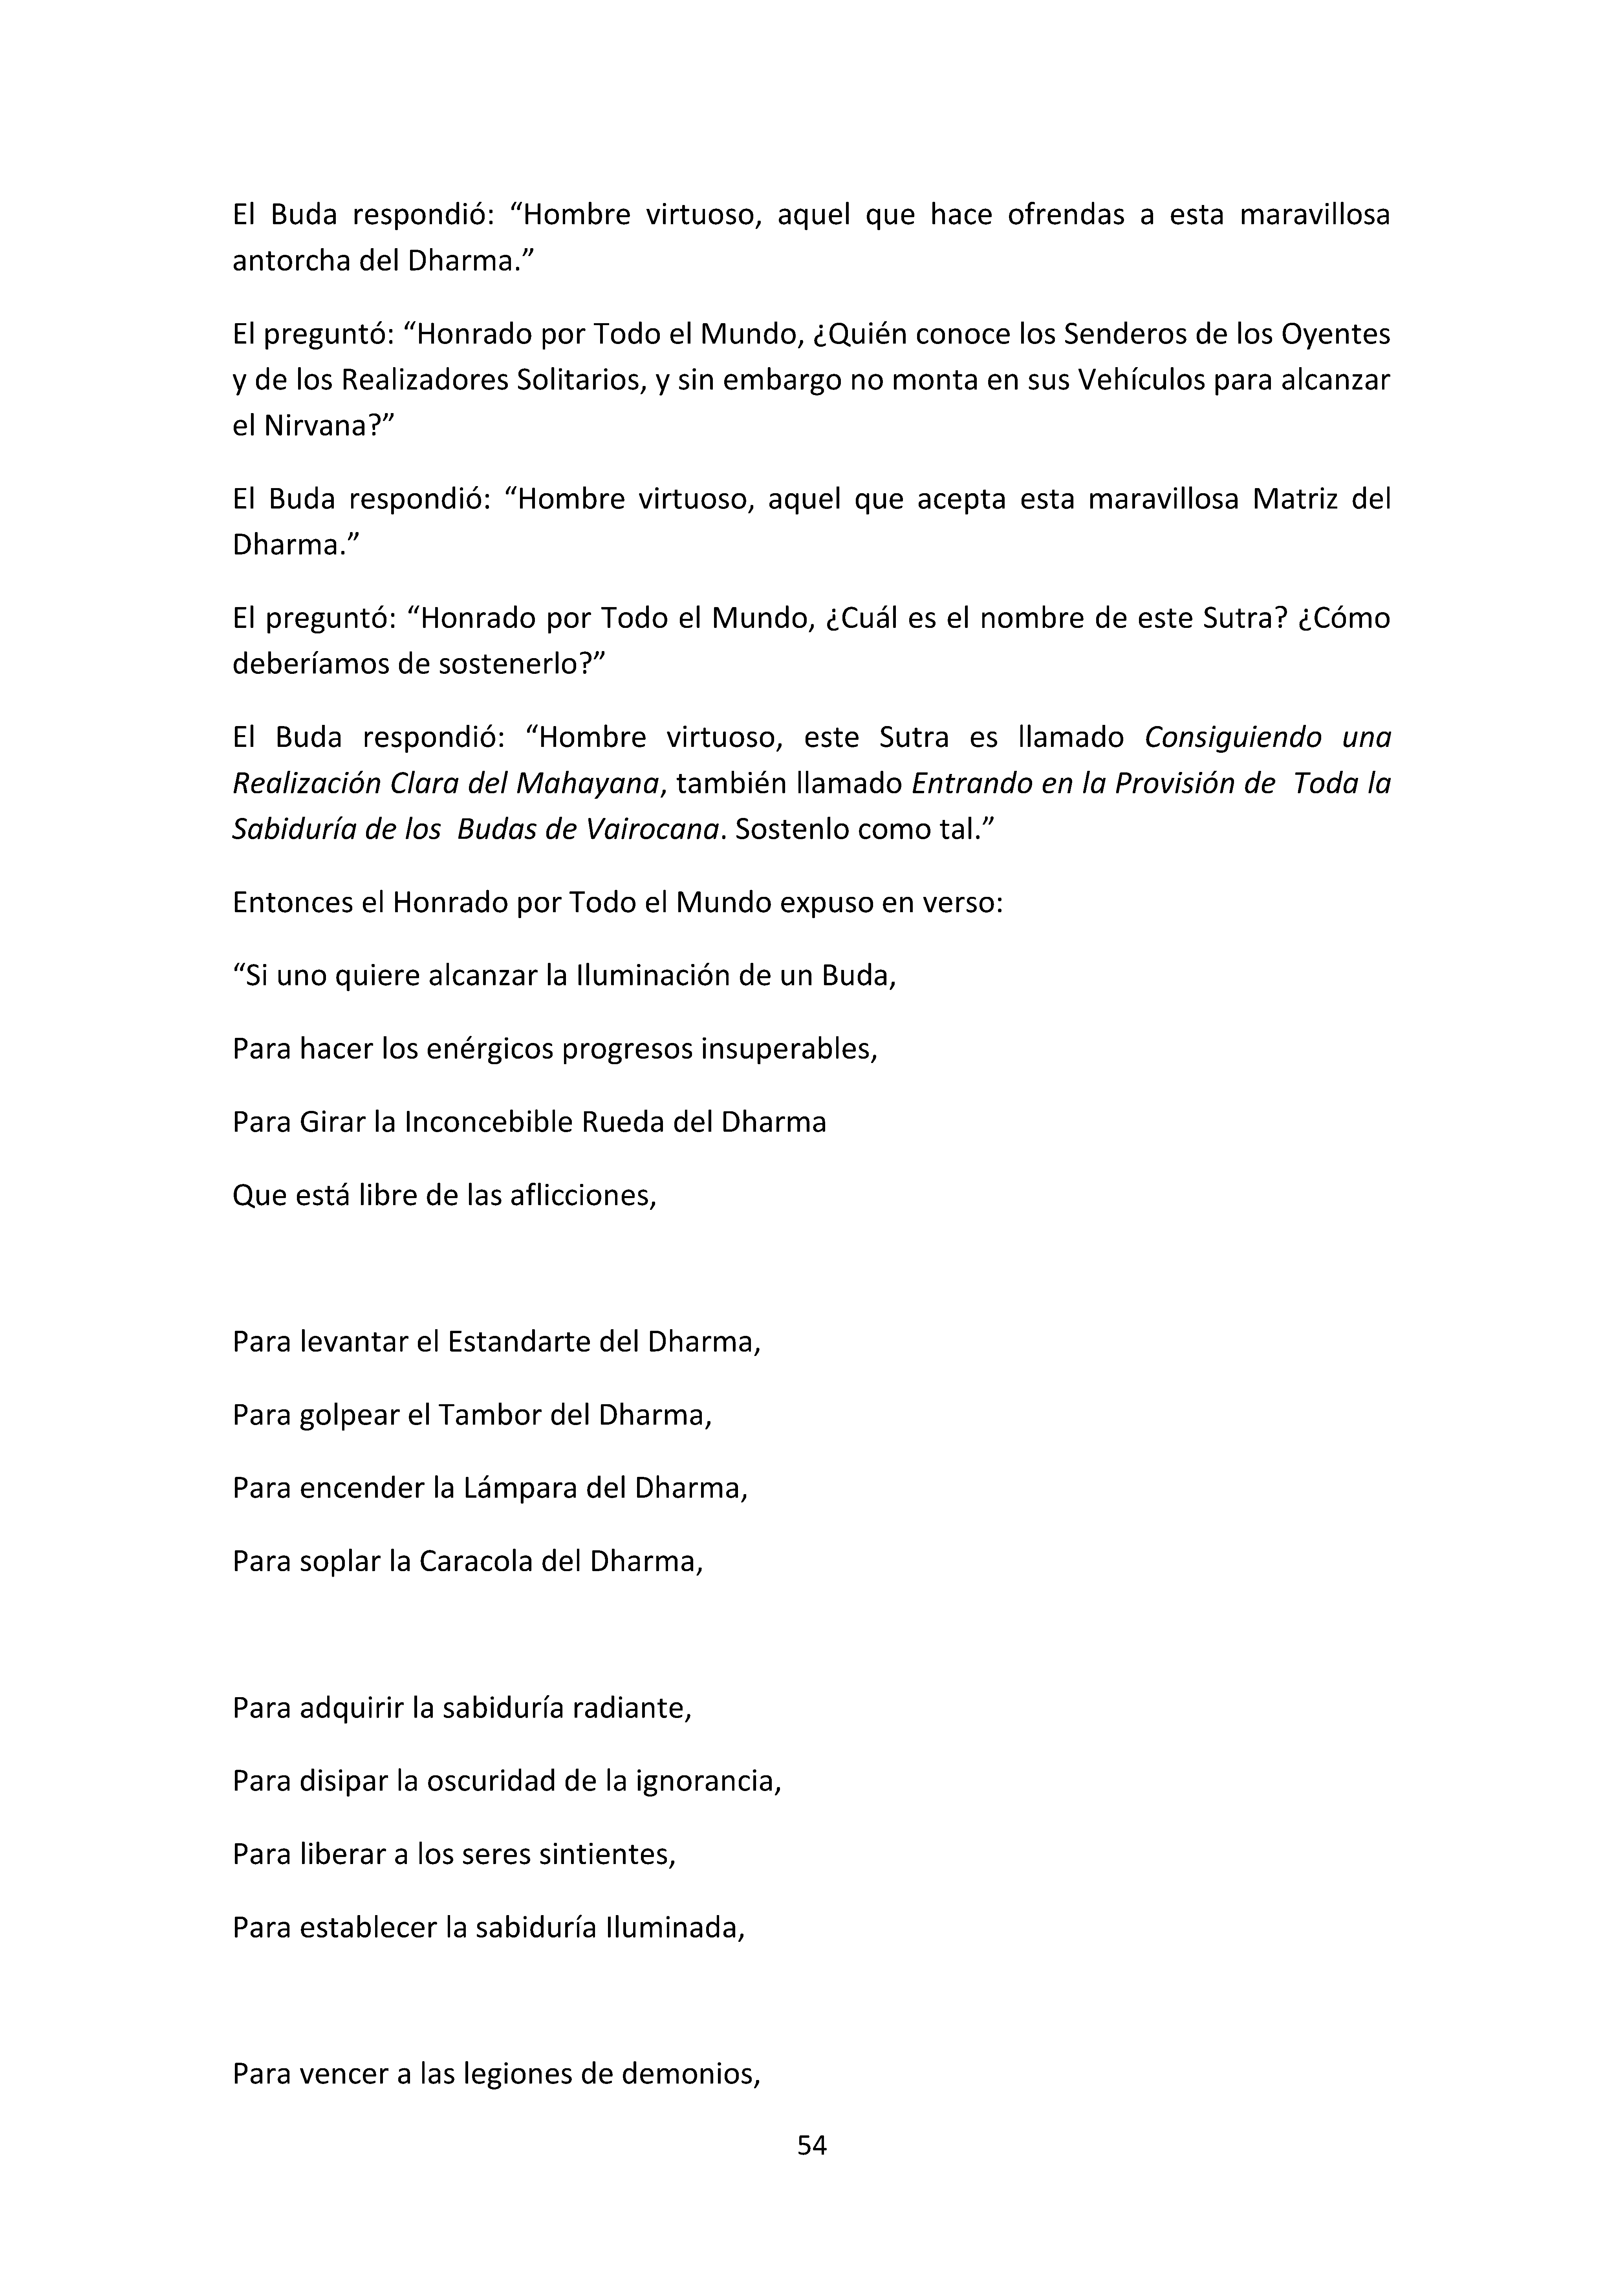 El Buda respondió: “Hombre virtuoso, aquel que hace ofrendas a esta maravillosa
antorcha del Dharma.”
El preguntó: “Honrado por Todo el Mundo, ¿Quién conoce los Senderos de los Oyentes
y de los Realizadores Solitarios, y sin embargo no monta en sus Vehículos para alcanzar
el Nirvana?”
El Buda respondió: “Hombre virtuoso, aquel que acepta esta maravillosa Matriz del
Dharma.”
El preguntó: “Honrado por Todo el Mundo, ¿Cuál es el nombre de este Sutra? ¿Cómo
deberíamos de sostenerlo?”
El Buda respondió: “Hombre virtuoso, este Sutra es llamado Consiguiendo una
Realización Clara del Mahayana, también llamado Entrando en la Provisión de Toda la
Sabiduría de los Budas de Vairocana. Sostenlo como tal.”
Entonces el Honrado por Todo el Mundo expuso en verso:
“Si uno quiere alcanzar la Iluminación de un Buda,
Para hacer los enérgicos progresos insuperables,
Para Girar la Inconcebible Rueda del Dharma
Que está libre de las aflicciones,
Para levantar el Estandarte del Dharma,
Para golpear el Tambor del Dharma,
Para encender la Lámpara del Dharma,
Para soplar la Caracola del Dharma,
Para adquirir la sabiduría radiante,
Para disipar la oscuridad de la ignorancia,
Para liberar a los seres sintientes,
Para establecer la sabiduría Iluminada,
Para vencer a las legiones de demonios,
54